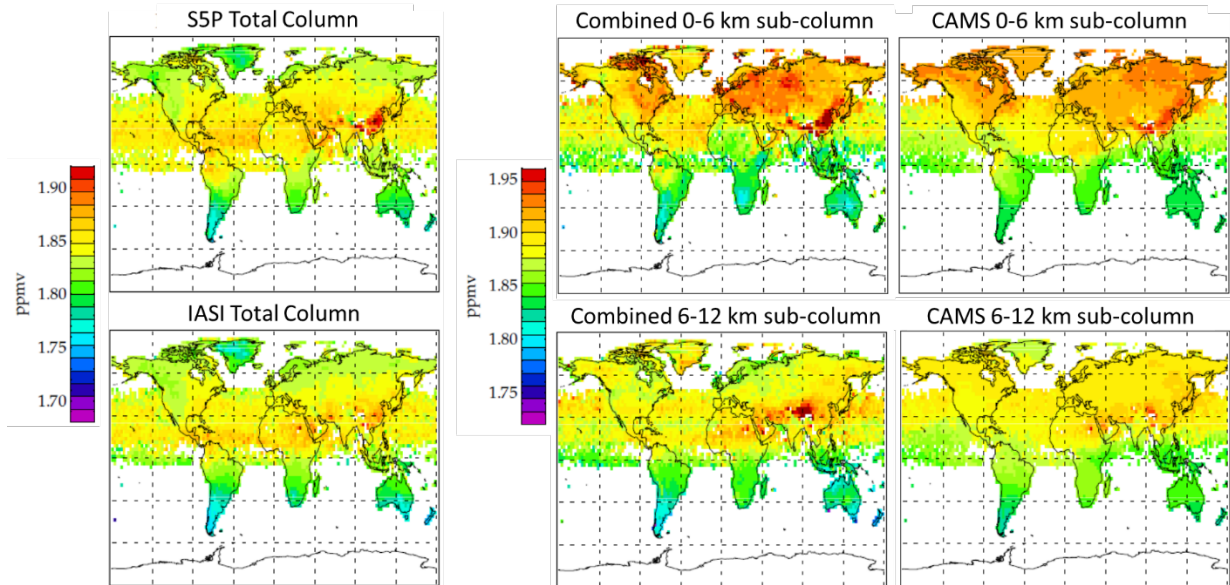 S5P Total Column
Combined 0-6 km sub-column
CAMS 0-6 km sub-column
1.90
1.85
1.80
1.75
1.70
ppmv
1.95
1.90
1.85
1.80
1.75
ppmv
IASI Total Column
Combined 6-12 km sub-column
CAMS 6-12 km sub-column